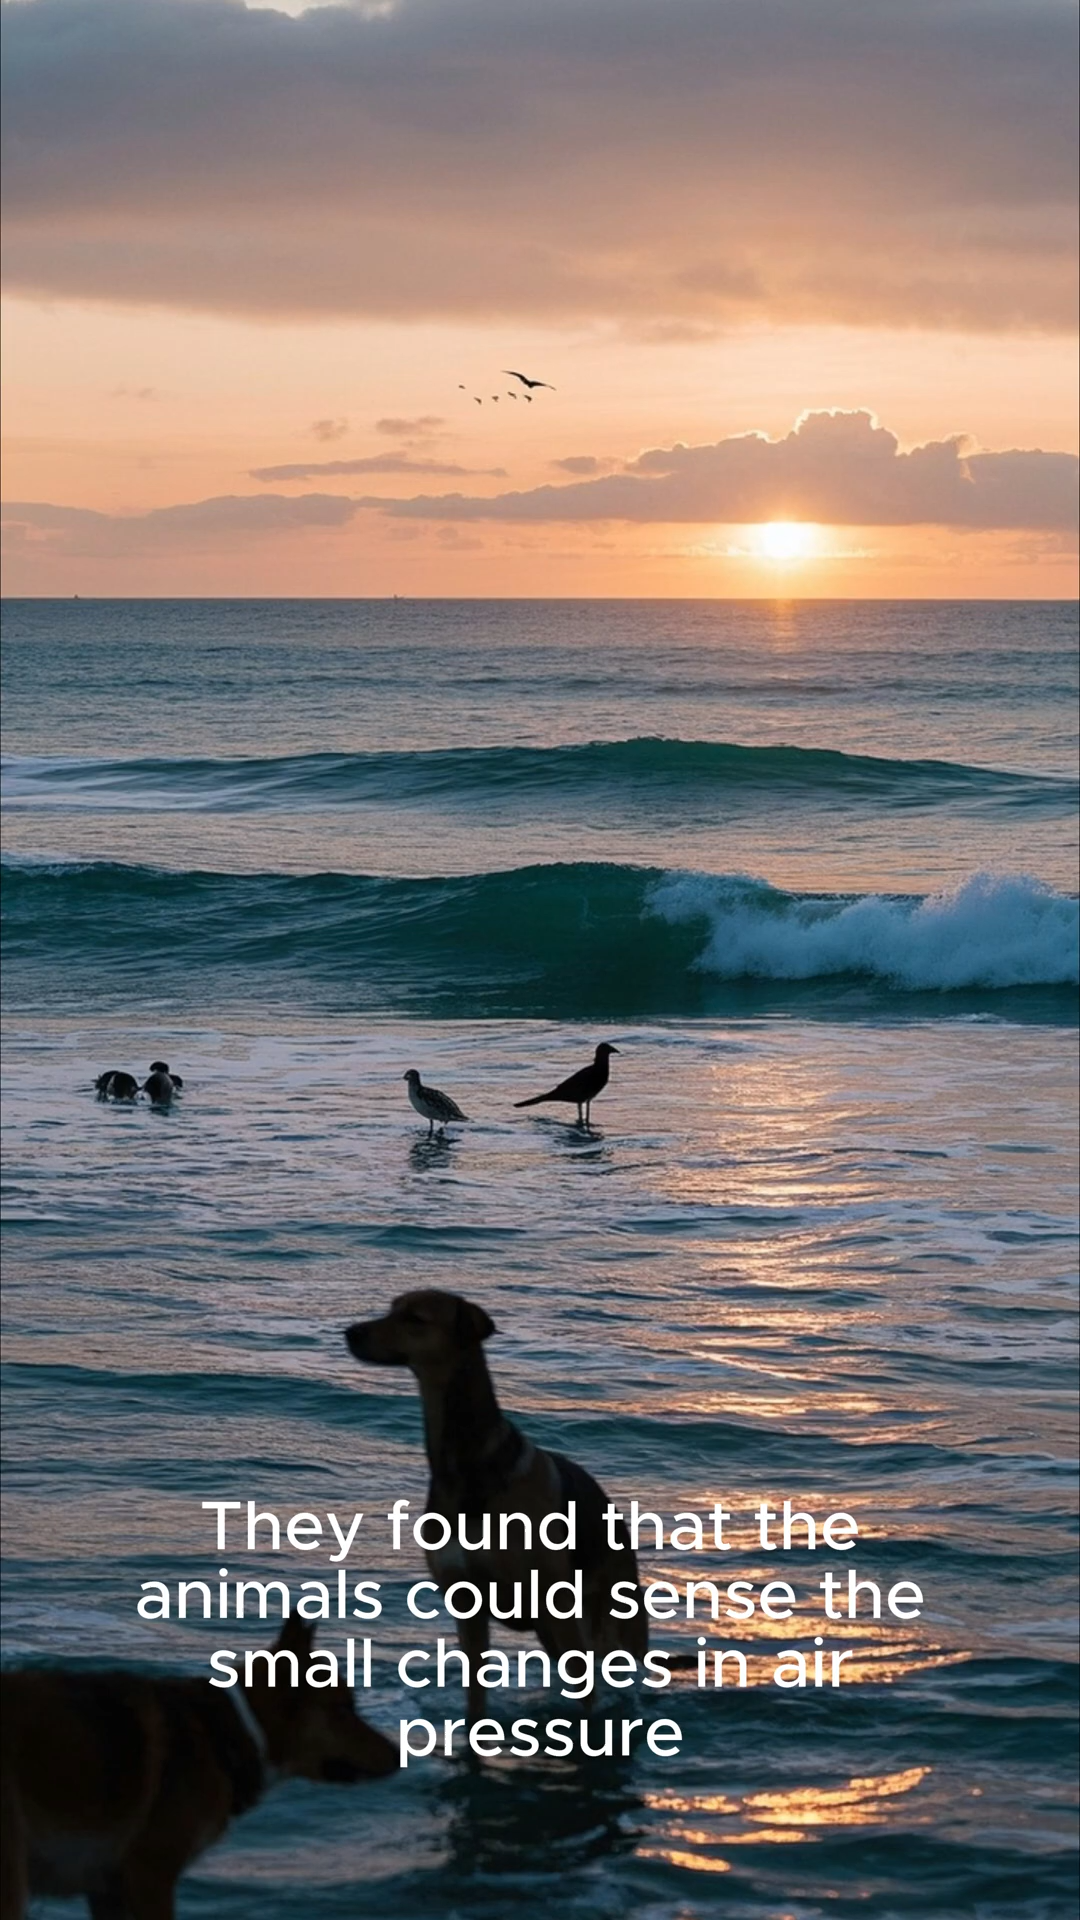 They found that the
animals could sense the
small changes in air
pressure